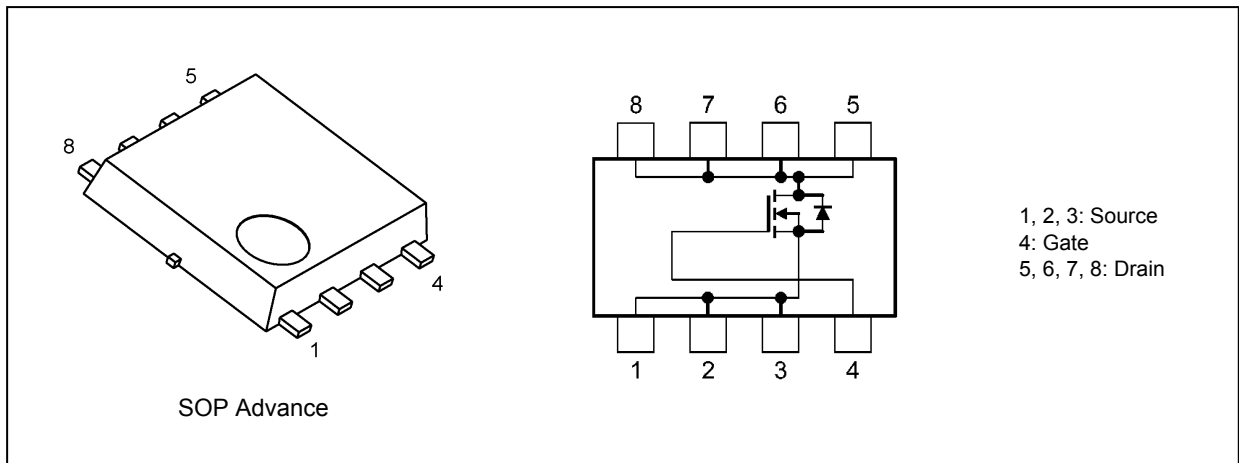 5
8
4
1
SOP Advance
8 7 6 5
1 2 3 4
1, 2, 3: Source
4: Gate
5, 6, 7, 8: Drain